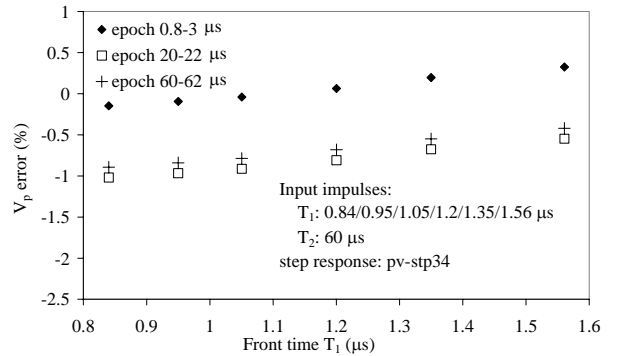 1
0.5
0
-0.5
-1
-1.5
-2
-2.5
V_p error (%)
epoch 0.8-3 μs
epoch 20-22 μs
epoch 60-62 μs
Input impulses:
T_1: 0.84/0.95/1.05/1.2/1.35/1.56 μs
T_2: 60 μs
step response: pv-stp34
0.8 0.9 1 1.1 1.2 1.3 1.4 1.5 1.6
Front time T_1 (μs)